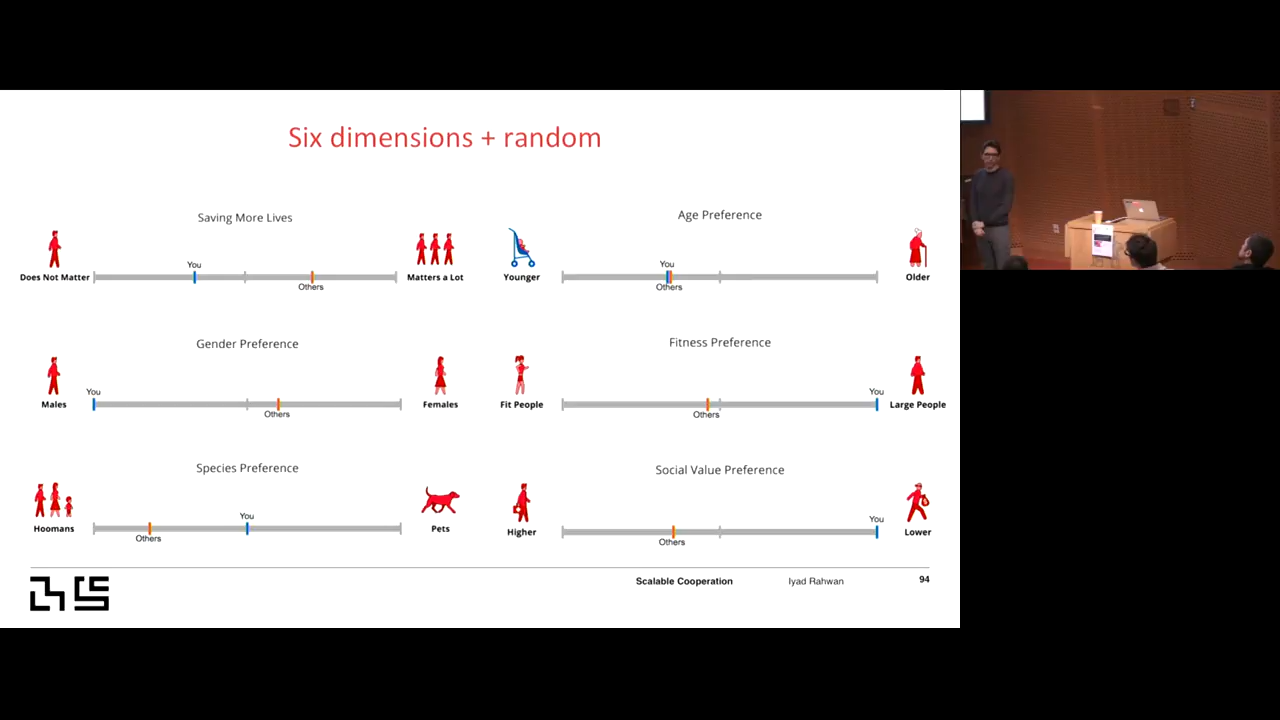 Six dimensions + random
Saving More Lives
Does Not Matter
You
Others
Matters a Lot
Age Preference
Younger
You
Others
Older
Gender Preference
Males
You
Others
Females
Fitness Preference
Fit People
Others
You
Large People
Species Preference
Hoomans
Others
You
Pets
Social Value Preference
Higher
Others
You
Lower
Scalable Cooperation
Iyad Rahwan
94